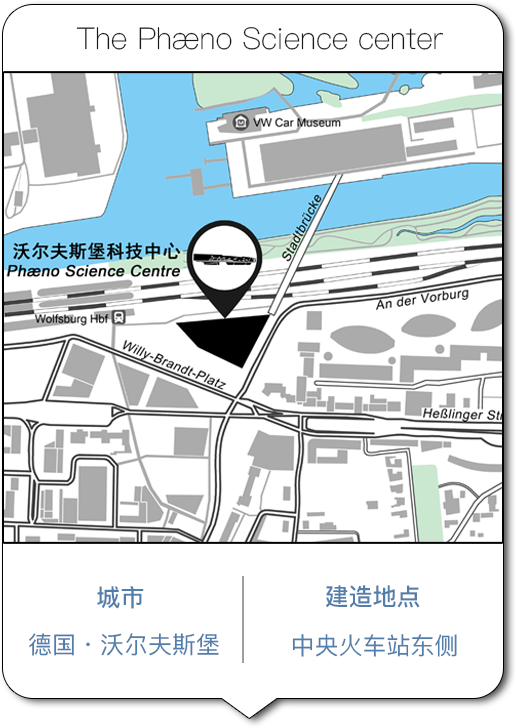 The Phæno Science center
VW Car Museum
Stadtbrücke
沃尔夫斯堡科技中心
Phæno Science Centre
An der Vorburg
Wolfsburg Hbf
Willy-Brandt-Platz
Heßlinger Str
城市
建造地点
德国·沃尔夫斯堡
中央火车站东侧